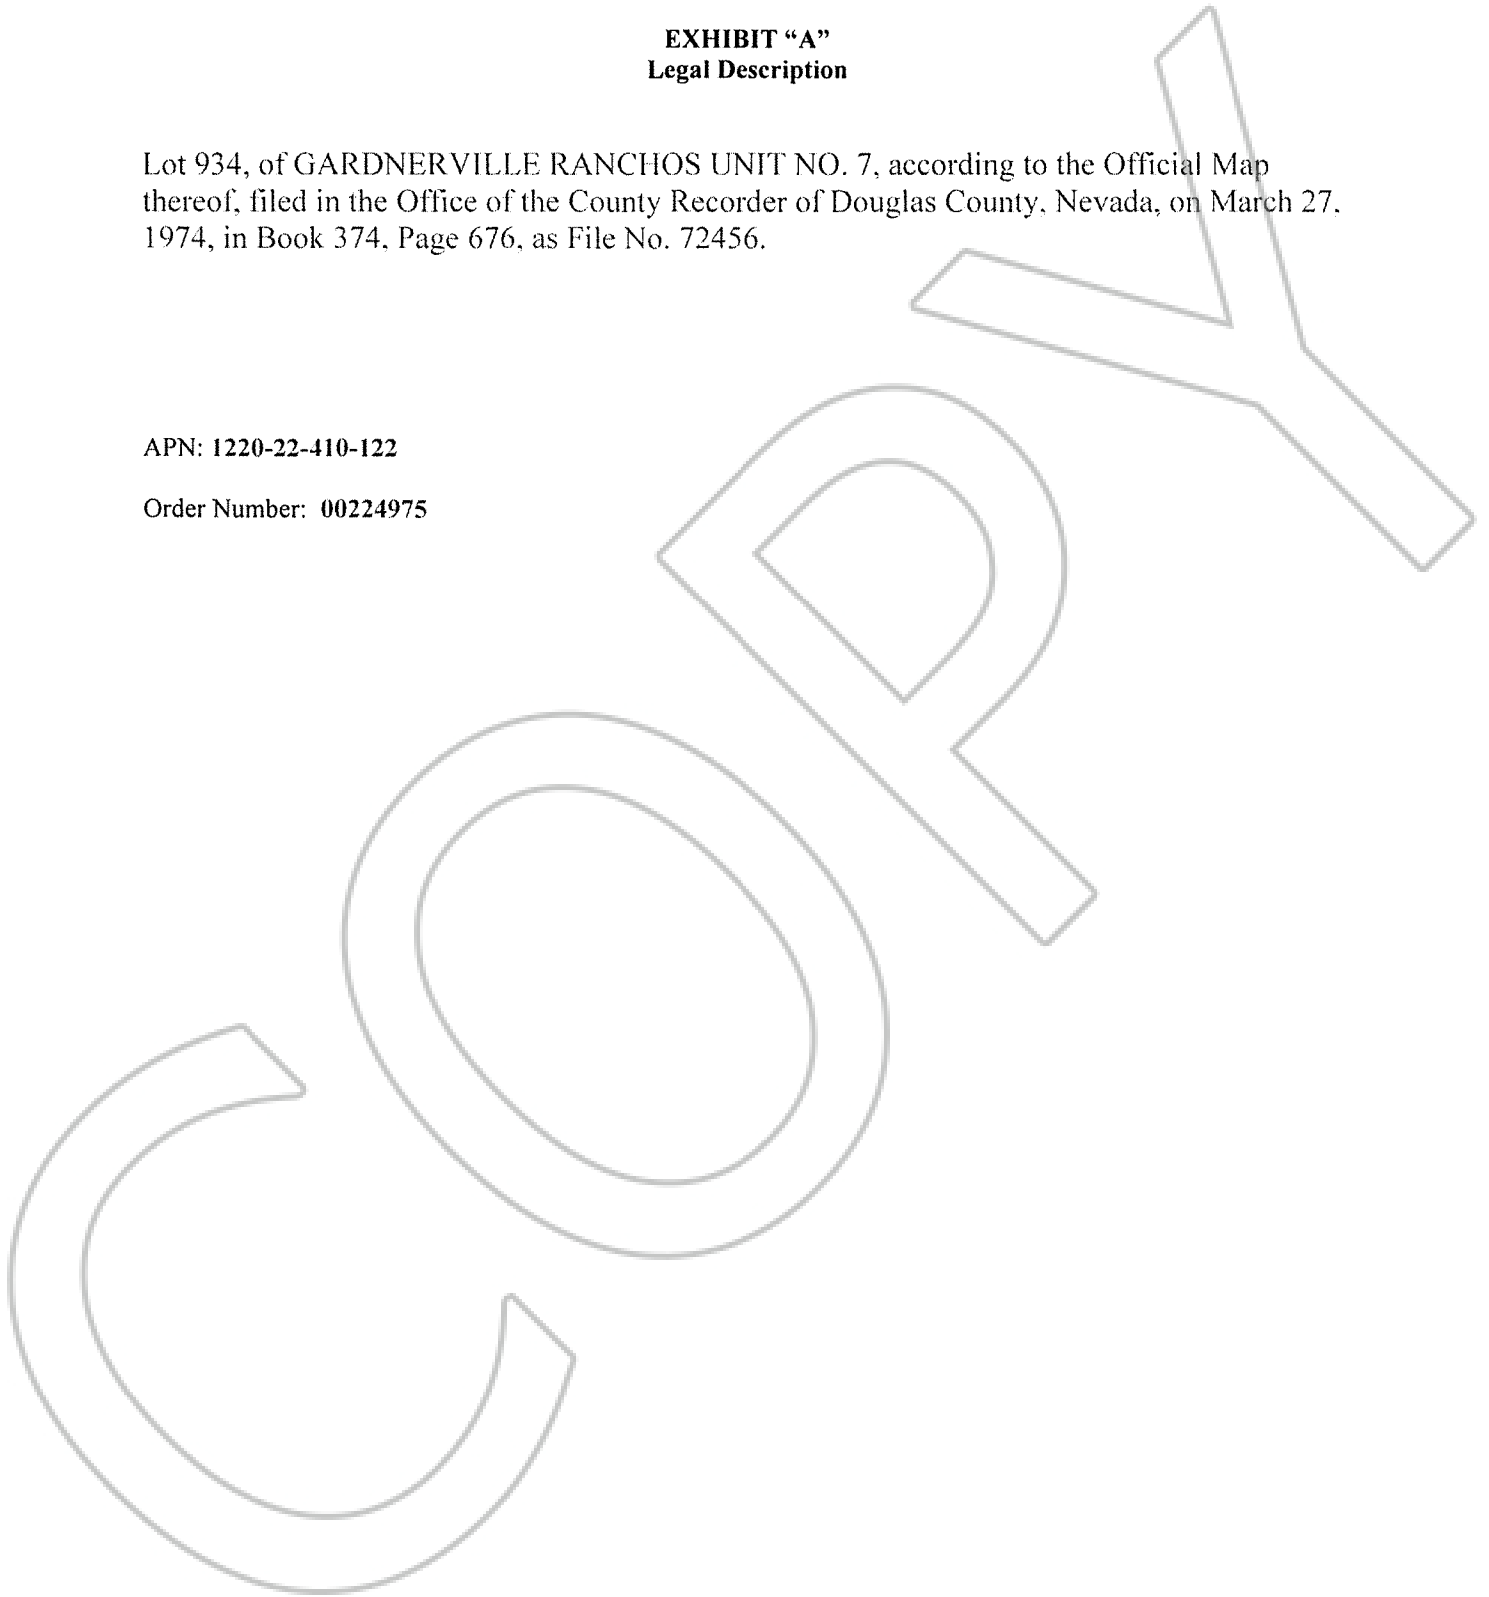 EXHIBIT “A”
Legal Description
Lot 934, of GARDNERVILLE RANCHOS UNIT NO. 7, according to the Official Map
thereof, filed in the Office of the County Recorder of Douglas County, Nevada, on March 27,
1974, in Book 374, Page 676, as File No. 72456.
APN: 1220-22-410-122
Order Number: 00224975
COPY